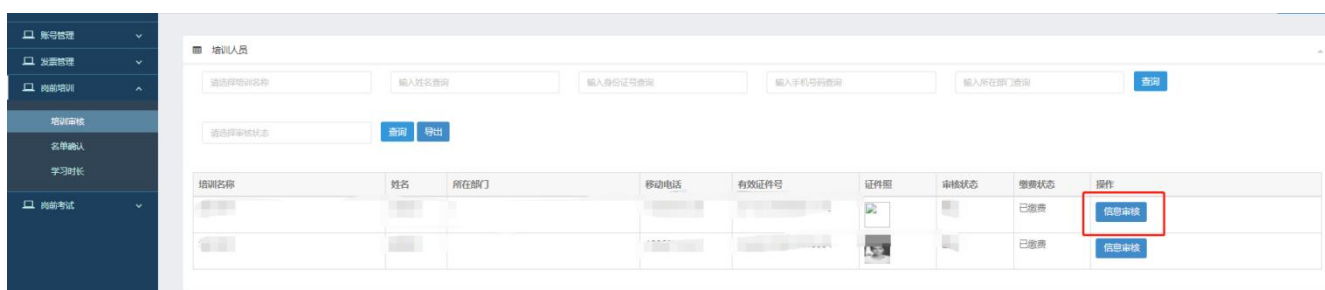 账号管理
发票管理
岗前培训
培训审核
名单确认
学习时长
岗前考试
培训人员
请选择培训名称 输入姓名查询 输入身份证号查询 输入手机号码查询 输入所在部门查询 查询
请选择审核状态 查询 导出
培训名称 姓名 所在部门 移动电话 有效证件号 证件照 审核状态 缴费状态 操作
已缴费 信息审核
已缴费 信息审核